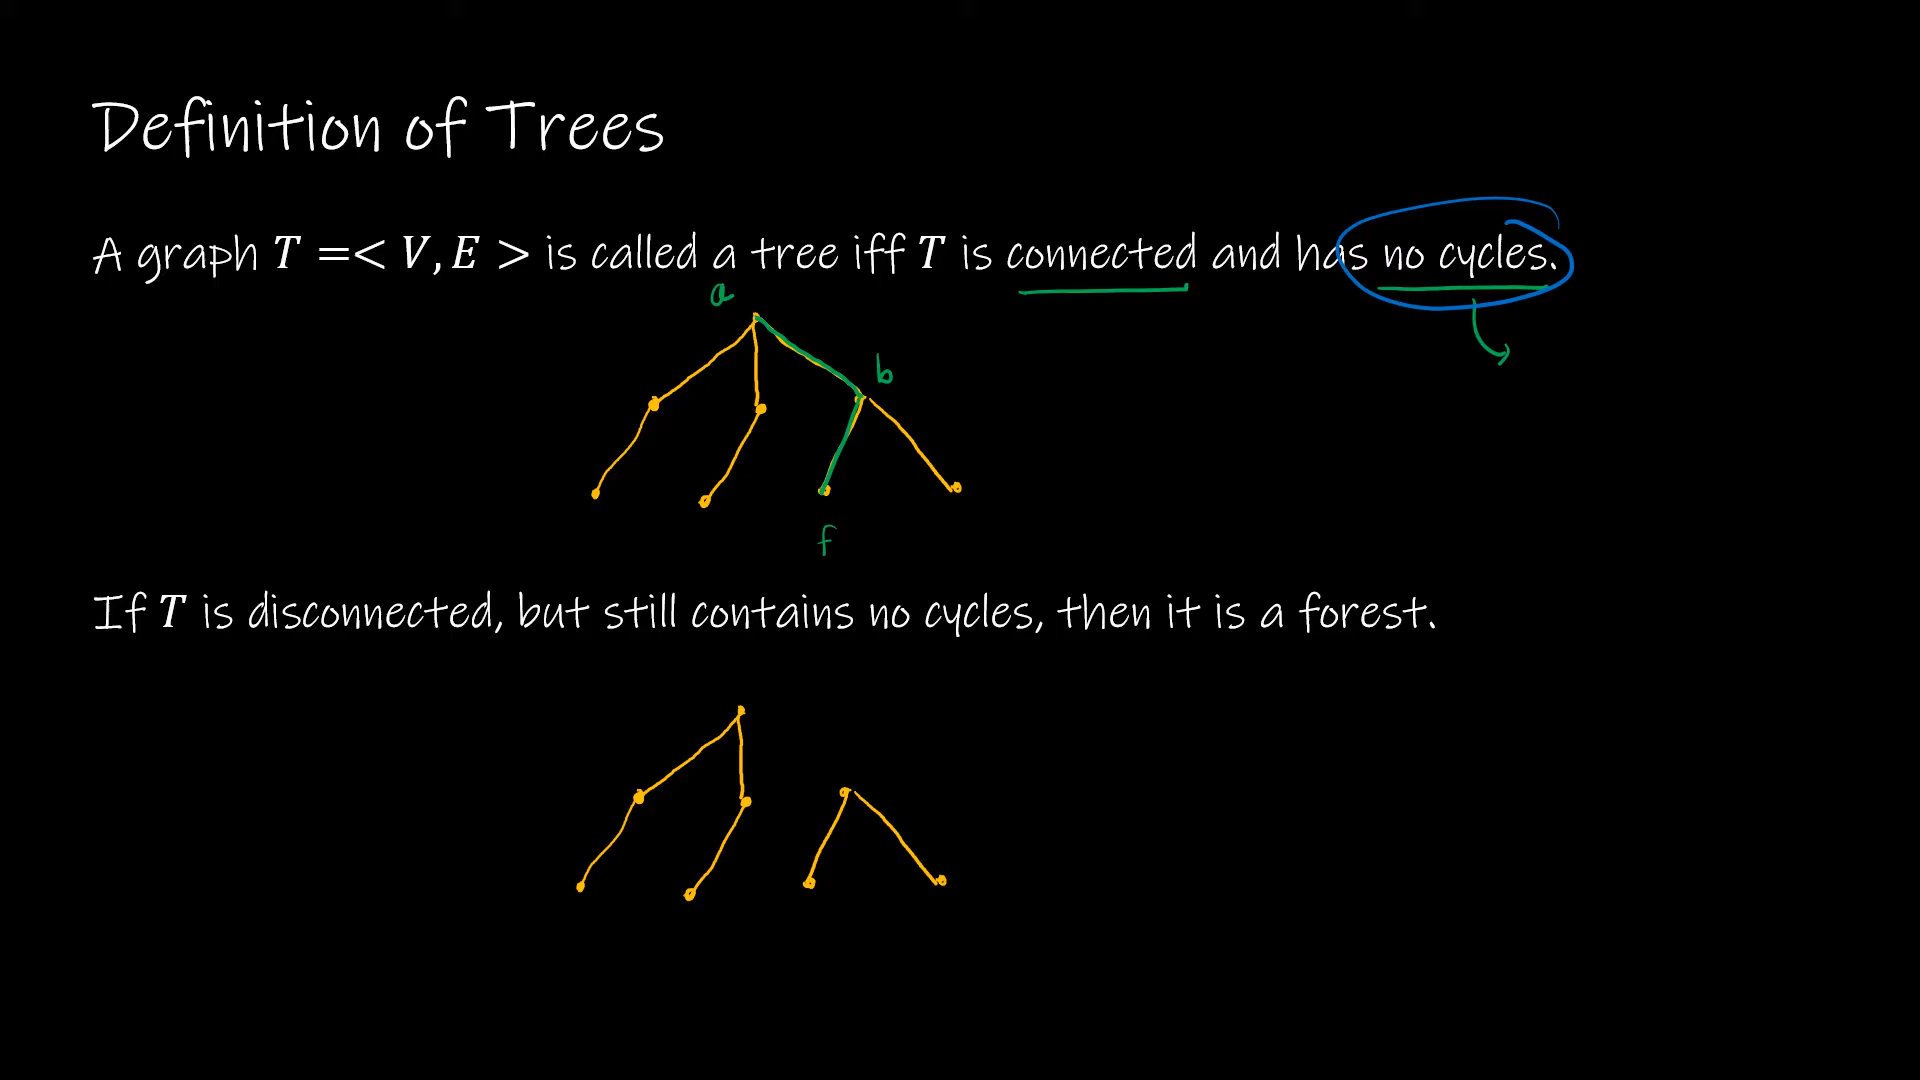 Definition of Trees
A graph T =< V, E > is called a tree iff T is connected and has no cycles.
a
b
f
If T is disconnected, but still contains no cycles, then it is a forest.